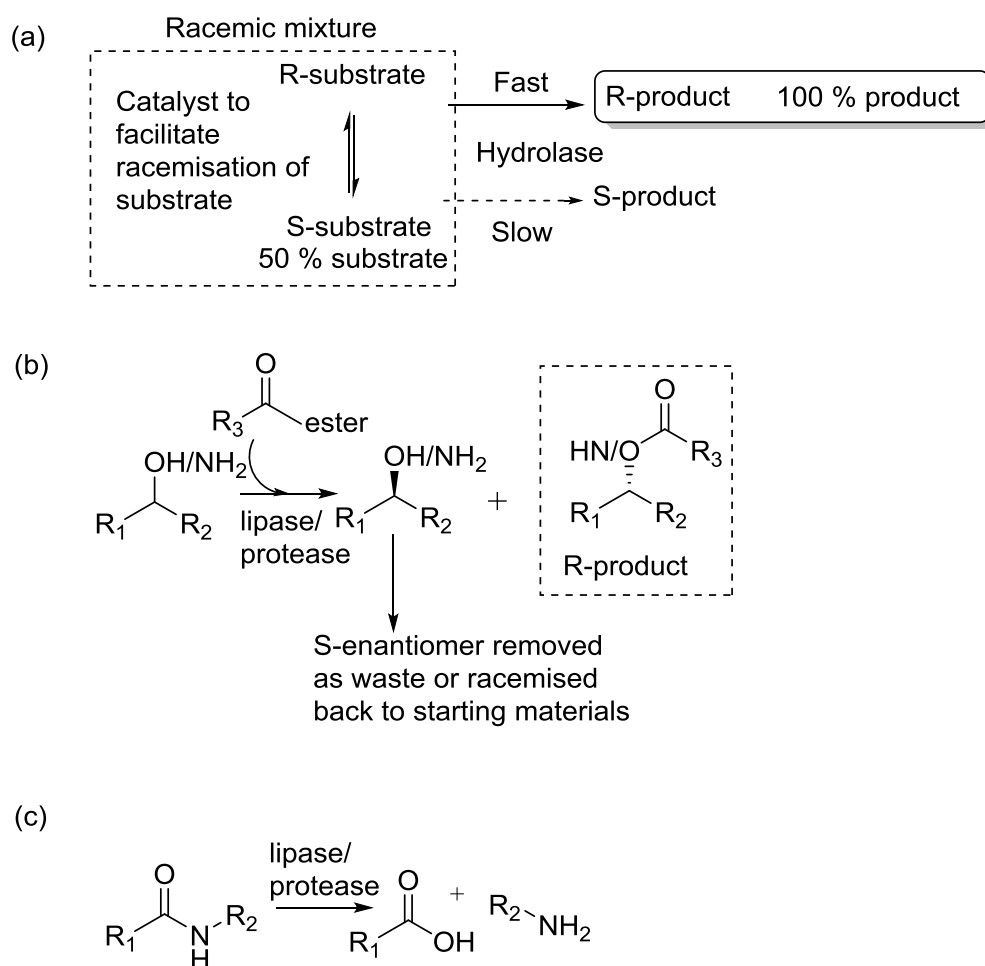 (a)
Racemic mixture
R-substrate
Catalyst to
facilitate
racemisation of
substrate
S-substrate
50 % substrate
Fast
Hydrolase
Slow
R-product 100 % product
S-product
(b)
O
R3 ester
OH/NH2
R1 R2
lipase/
protease
OH/NH2
R1 R2
+
O
HN/O R3
R1 R2
R-product
S-enantiomer removed
as waste or racemised
back to starting materials
(c)
O
R1 N R2
H
lipase/
protease
O
R1 OH
+
R2 NH2